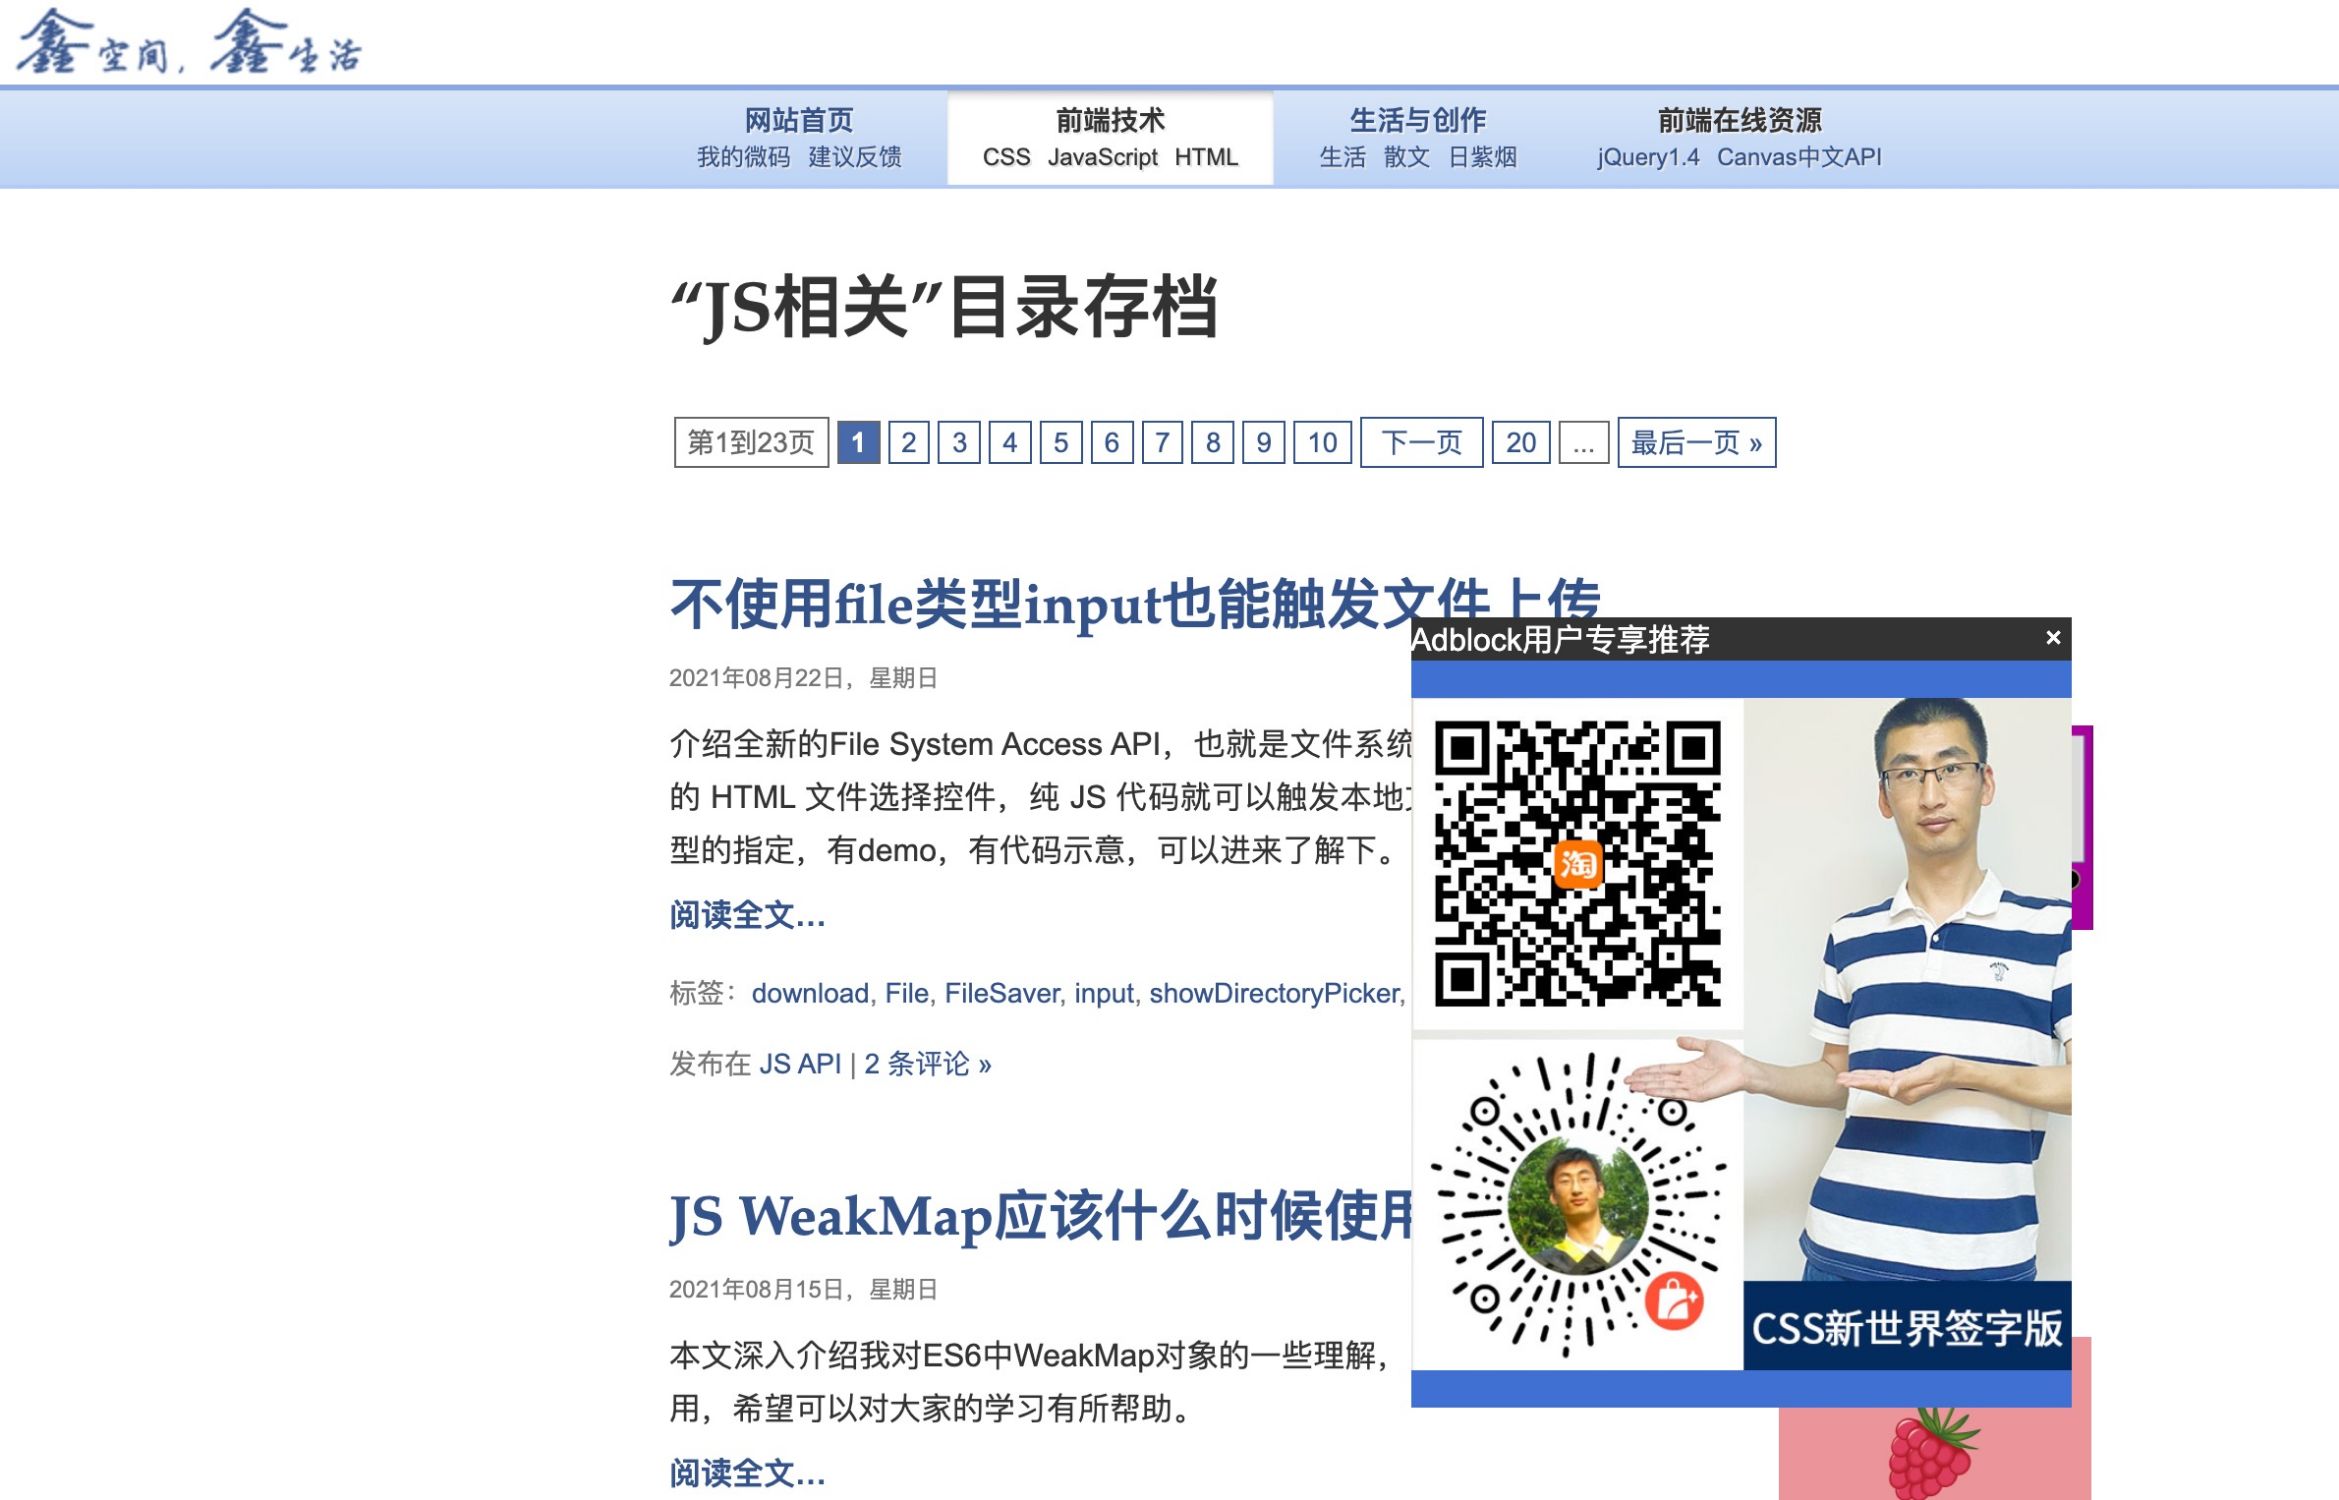 鑫空间，鑫生活
网站首页
我的微码 建议反馈
前端技术
CSS JavaScript HTML
生活与创作
生活 散文 日紫烟
前端在线资源
jQuery1.4 Canvas中文API
“JS相关”目录存档
第1到23页 1 2 3 4 5 6 7 8 9 10 下一页 20 ... 最后一页 »
不使用file类型input也能触发文件上传
2021年08月22日，星期日
介绍全新的File System Access API，也就是文件系统
的 HTML 文件选择控件，纯 JS 代码就可以触发本地
型的指定，有demo，有代码示意，可以进来了解下。
阅读全文...
标签：download, File, FileSaver, input, showDirectoryPicker,
发布在 JS API | 2 条评论 »
JS WeakMap应该什么时候使用
2021年08月15日，星期日
本文深入介绍我对ES6中WeakMap对象的一些理解，
用，希望可以对大家的学习有所帮助。
阅读全文...
Adblock用户专享推荐 ×
淘
CSS新世界签字版